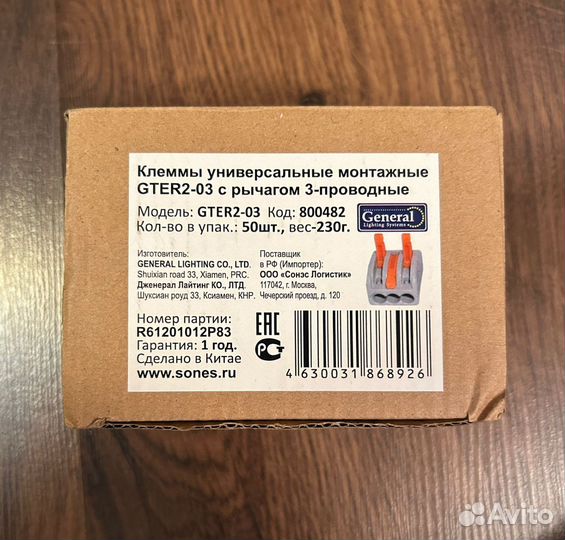 Клеммы универсальные монтажные
GTER2-03 с рычагом 3-проводные
Модель: GTER2-03 Код: 800482
Кол-во в упак.: 50шт., вес-230г.
General
Lighting Systems
Изготовитель:
GENERAL LIGHTING CO., LTD.
Shuixian road 33, Xiamen, PRC.
Дженерал Лайтинг КО., ЛТД.
Шуксиан роуд 33, Ксиамен, КНР.
Поставщик
в РФ (Импортер):
ООО «Сонэс Логистик»
117042, г. Москва,
Чечерский проезд, д. 120
Номер партии:
R61201012P83
Гарантия: 1 год.
Сделано в Китае
www.sones.ru
EAC
РСТ
4 630031 868926
Avito